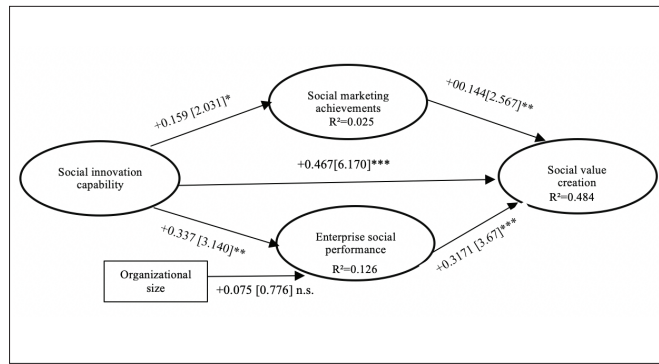 Social marketing
achievements
R²=0.025
+0.159 [2.031]*
+00.144[2.567]**
Social innovation
capability
+0.467[6.170]***
Social value
creation
R²=0.484
+0.337 [3.140]**
Enterprise social
performance
R²=0.126
+0.3171 [3.67]***
Organizational
size
+0.075 [0.776] n.s.